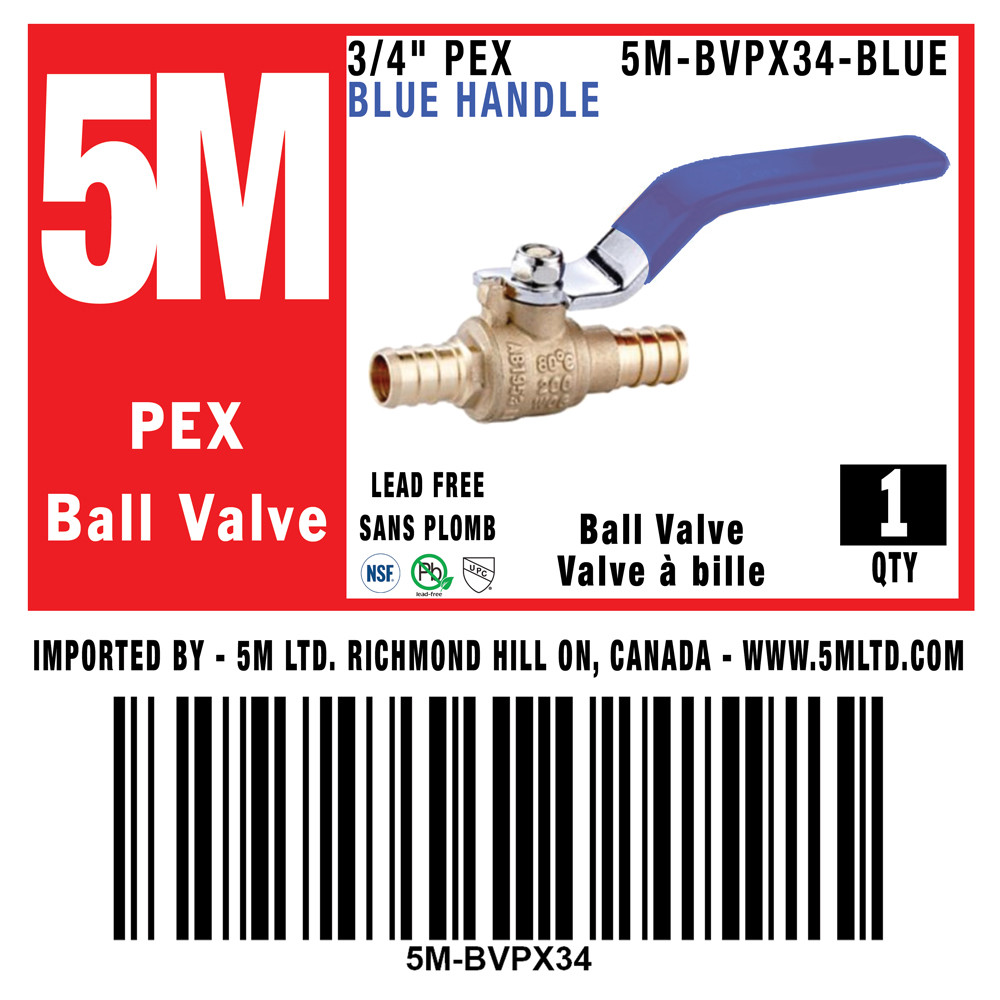 5M
PEX
Ball Valve
3/4" PEX
5M-BVPX34-BLUE
BLUE HANDLE
80°C
LEAD FREE
SANS PLOMB
NSF
Pb
lead-free
UPC
Ball Valve
Valve à bille
1
QTY
IMPORTED BY - 5M LTD. RICHMOND HILL ON, CANADA - WWW.5MLTD.COM
5M-BVPX34